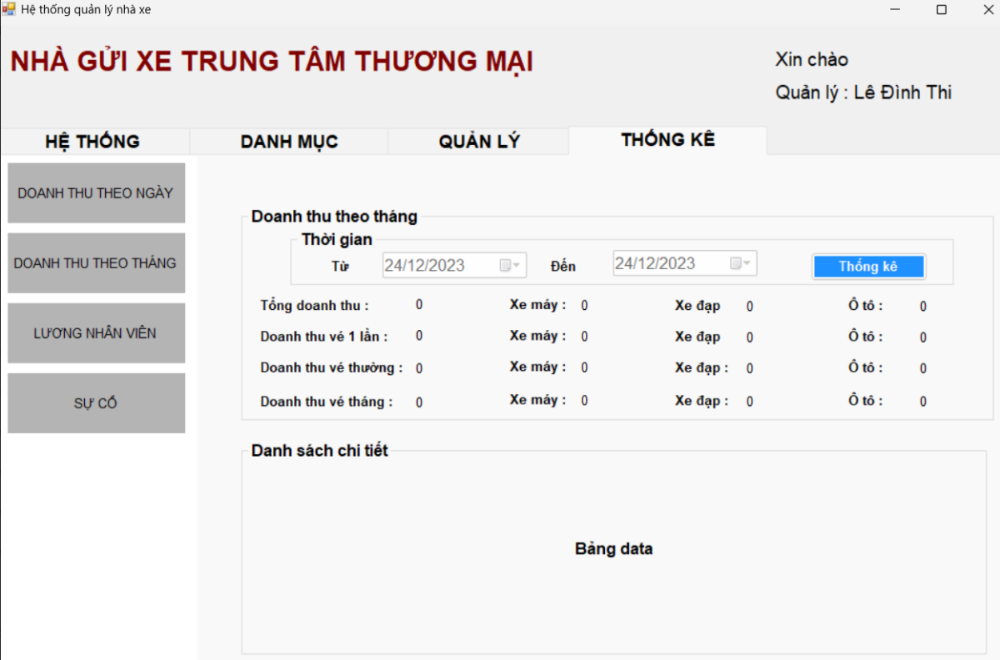 Hệ thống quản lý nhà xe
NHÀ GỬI XE TRUNG TÂM THƯƠNG MẠI
Xin chào
Quản lý : Lê Đình Thi
HỆ THỐNG DANH MỤC QUẢN LÝ THỐNG KÊ
DOANH THU THEO NGÀY
DOANH THU THEO THÁNG
LƯƠNG NHÂN VIÊN
SỰ CỐ
Doanh thu theo tháng
Thời gian
Từ 24/12/2023 Đến 24/12/2023 Thống kê
Tổng doanh thu : 0 Xe máy : 0 Xe đạp 0 Ô tô : 0
Doanh thu vé 1 lần : 0 Xe máy : 0 Xe đạp 0 Ô tô : 0
Doanh thu vé thường : 0 Xe máy : 0 Xe đạp : 0 Ô tô : 0
Doanh thu vé tháng : 0 Xe máy : 0 Xe đạp : 0 Ô tô : 0
Danh sách chi tiết
Bảng data